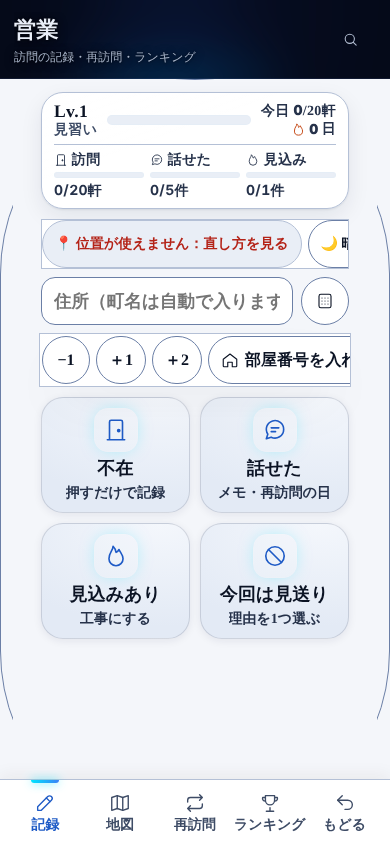 営業
訪問の記録・再訪問・ランキング
Lv.1
見習い
今日 0/20軒
0 日
訪問
話せた
見込み
0/20軒
0/5件
0/1件
📍 位置が使えません：直し方を見る
🌙
住所（町名は自動で入ります
−1
＋1
＋2
部屋番号を入れ
不在
押すだけで記録
話せた
メモ・再訪問の日
見込みあり
工事にする
今回は見送り
理由を1つ選ぶ
記録
地図
再訪問
ランキング
もどる